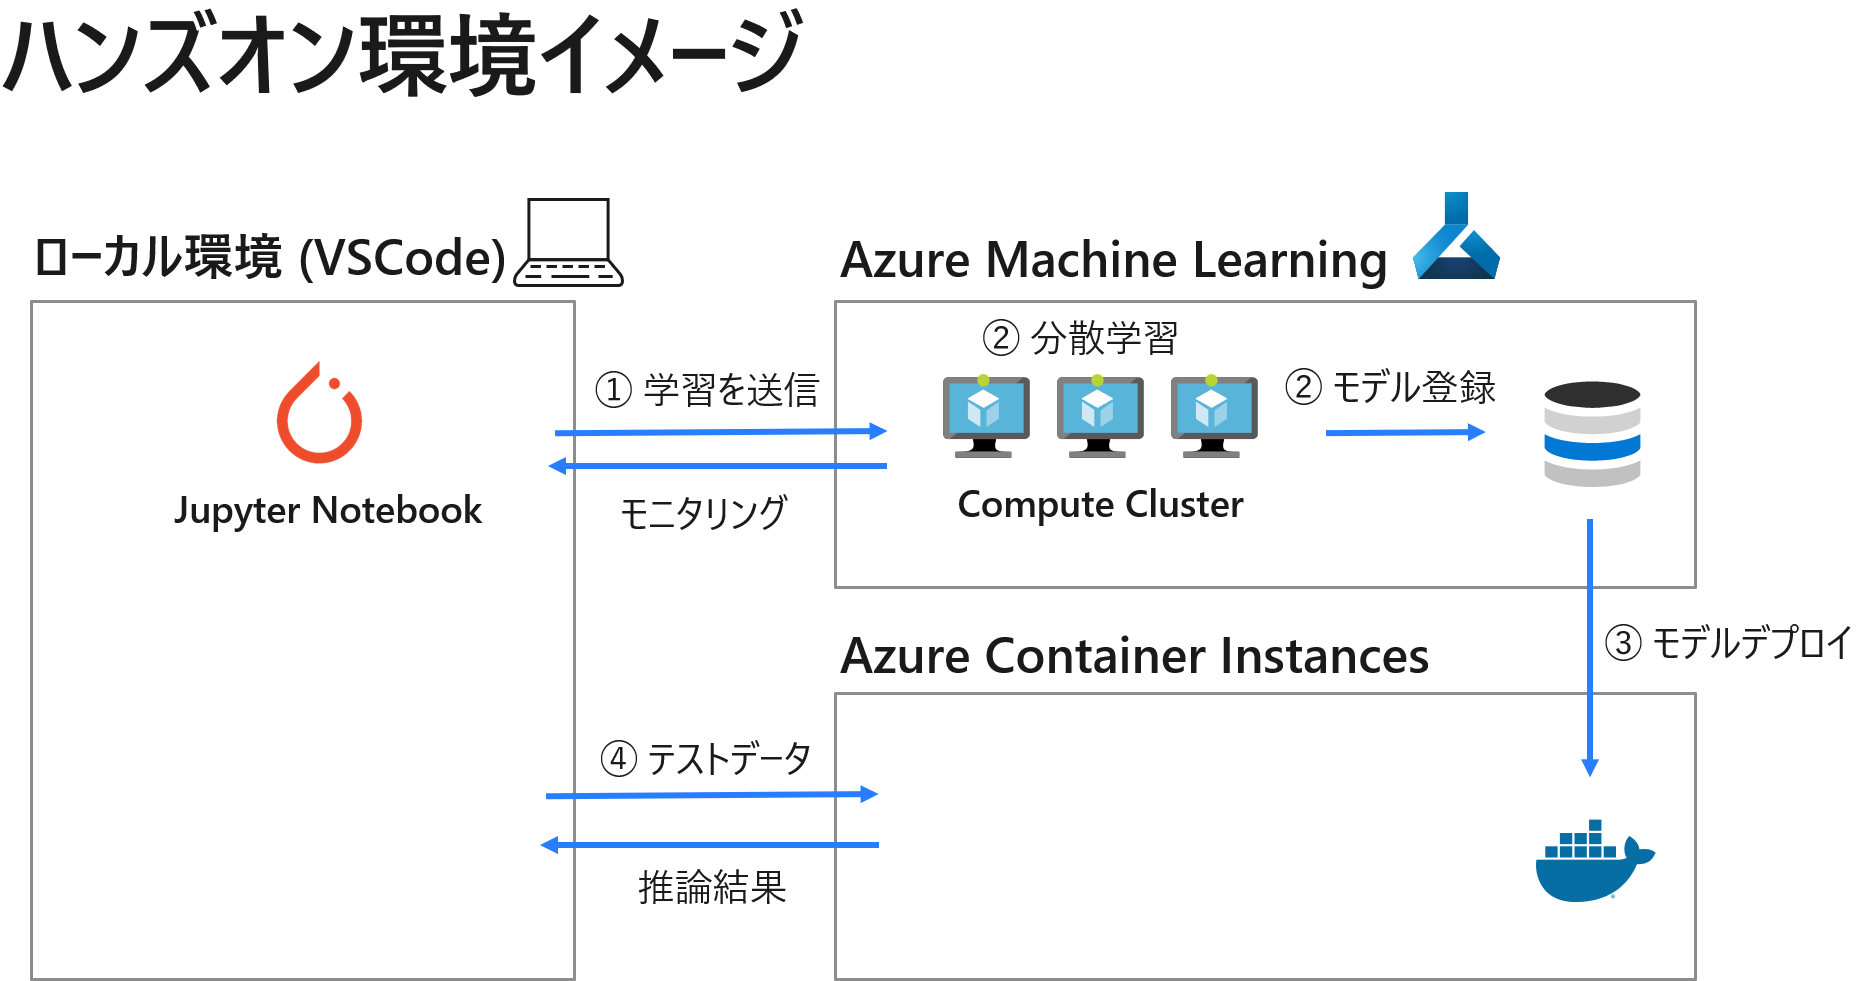 ハンズオン環境イメージ
ローカル環境 (VSCode)
Azure Machine Learning
② 分散学習
① 学習を送信
② モデル登録
Jupyter Notebook
モニタリング
Compute Cluster
③ モデルデプロイ
Azure Container Instances
④ テストデータ
推論結果